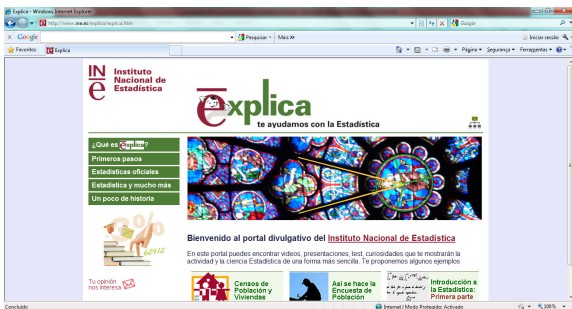 Explica - Windows Internet Explorer
http://www.ine.es/explica/explica.htm
Google
Google
Pesquisar
Mais »
Iniciar sessão
Favoritos
Explica
Página
Segurança
Ferramentas
INe
Instituto
Nacional de
Estadística
explica
te ayudamos con la Estadística
¿Qué es Explica?
Primeros pasos
Estadísticas oficiales
Estadística y mucho más
Un poco de historia
62412
Tu opinión
nos interesa
Bienvenido al portal divulgativo del Instituto Nacional de Estadística
En este portal puedes encontrar videos, presentaciones, test, curiosidades que te mostrarán la
actividad y la ciencia Estadística de una forma más sencilla. Te proponemos algunos ejemplos
Censos de
Población y
Viviendas
Así se hace la
Encuesta de
Población
Introducción a
la Estadística:
Primera parte
Concluído
Internet | Modo Protegido: Activado
100%